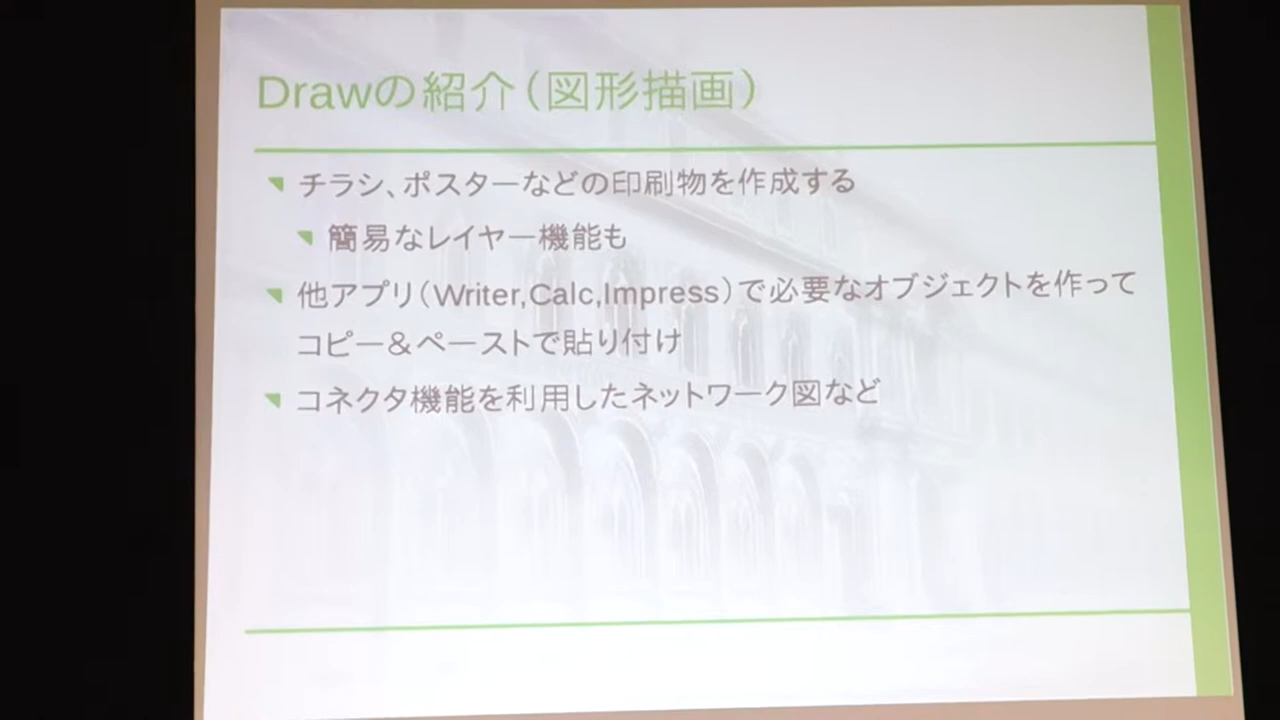 Drawの紹介（図形描画）
チラシ、ポスターなどの印刷物を作成する
簡易なレイヤー機能も
他アプリ（Writer,Calc,Impress）で必要なオブジェクトを作って
コピー＆ペーストで貼り付け
コネクタ機能を利用したネットワーク図など